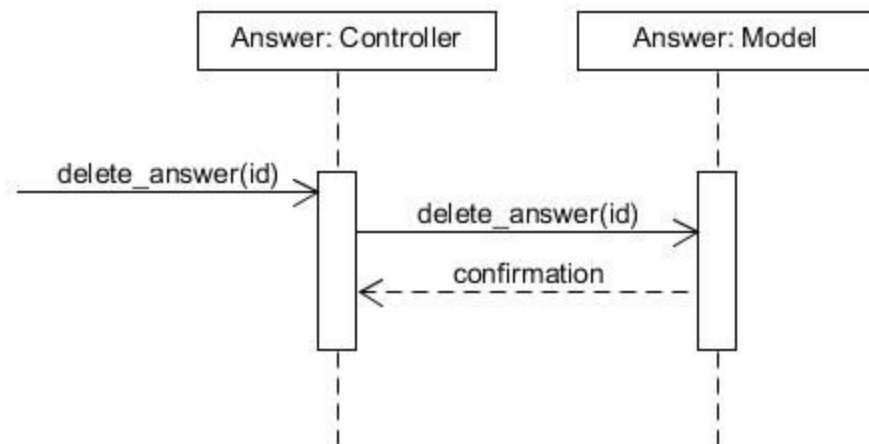 Answer: Controller
Answer: Model
delete_answer(id)
delete_answer(id)
confirmation